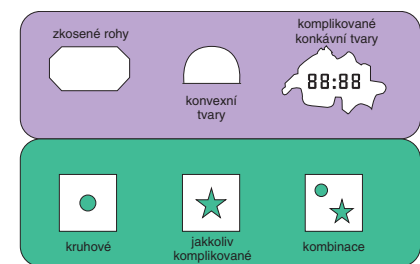 zkosené rohy
konvexní
tvary
komplikované
konkávní tvary
88:88
kruhové
jakkoliv
komplikované
kombinace